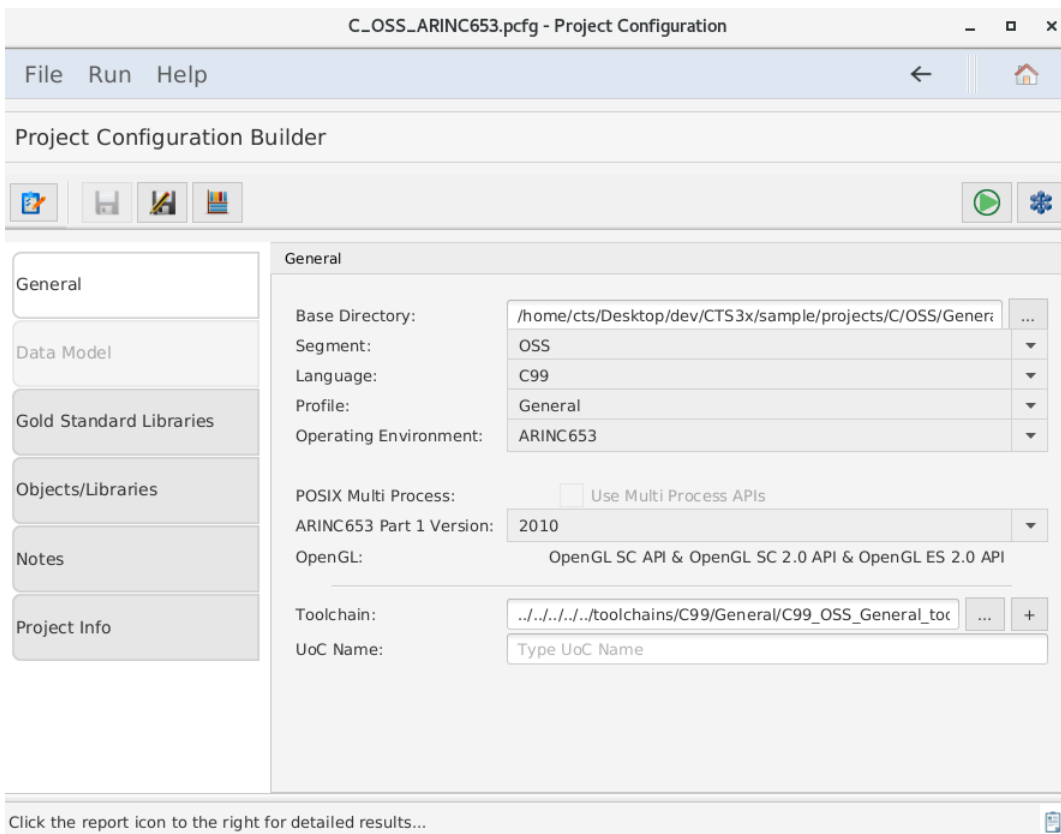 C_OSS_ARINC653.pcfg - Project Configuration
File Run Help
Project Configuration Builder
General
Data Model
Gold Standard Libraries
Objects/Libraries
Notes
Project Info
General
Base Directory: /home/cts/Desktop/dev/CTS3x/sample/projects/C/OSS/Genera ...
Segment: OSS
Language: C99
Profile: General
Operating Environment: ARINC653
POSIX Multi Process: Use Multi Process APIs
ARINC653 Part 1 Version: 2010
OpenGL: OpenGL SC API & OpenGL SC 2.0 API & OpenGL ES 2.0 API
Toolchain: ../../../../../toolchains/C99/General/C99_OSS_General_toc ... +
UoC Name: Type UoC Name
Click the report icon to the right for detailed results...